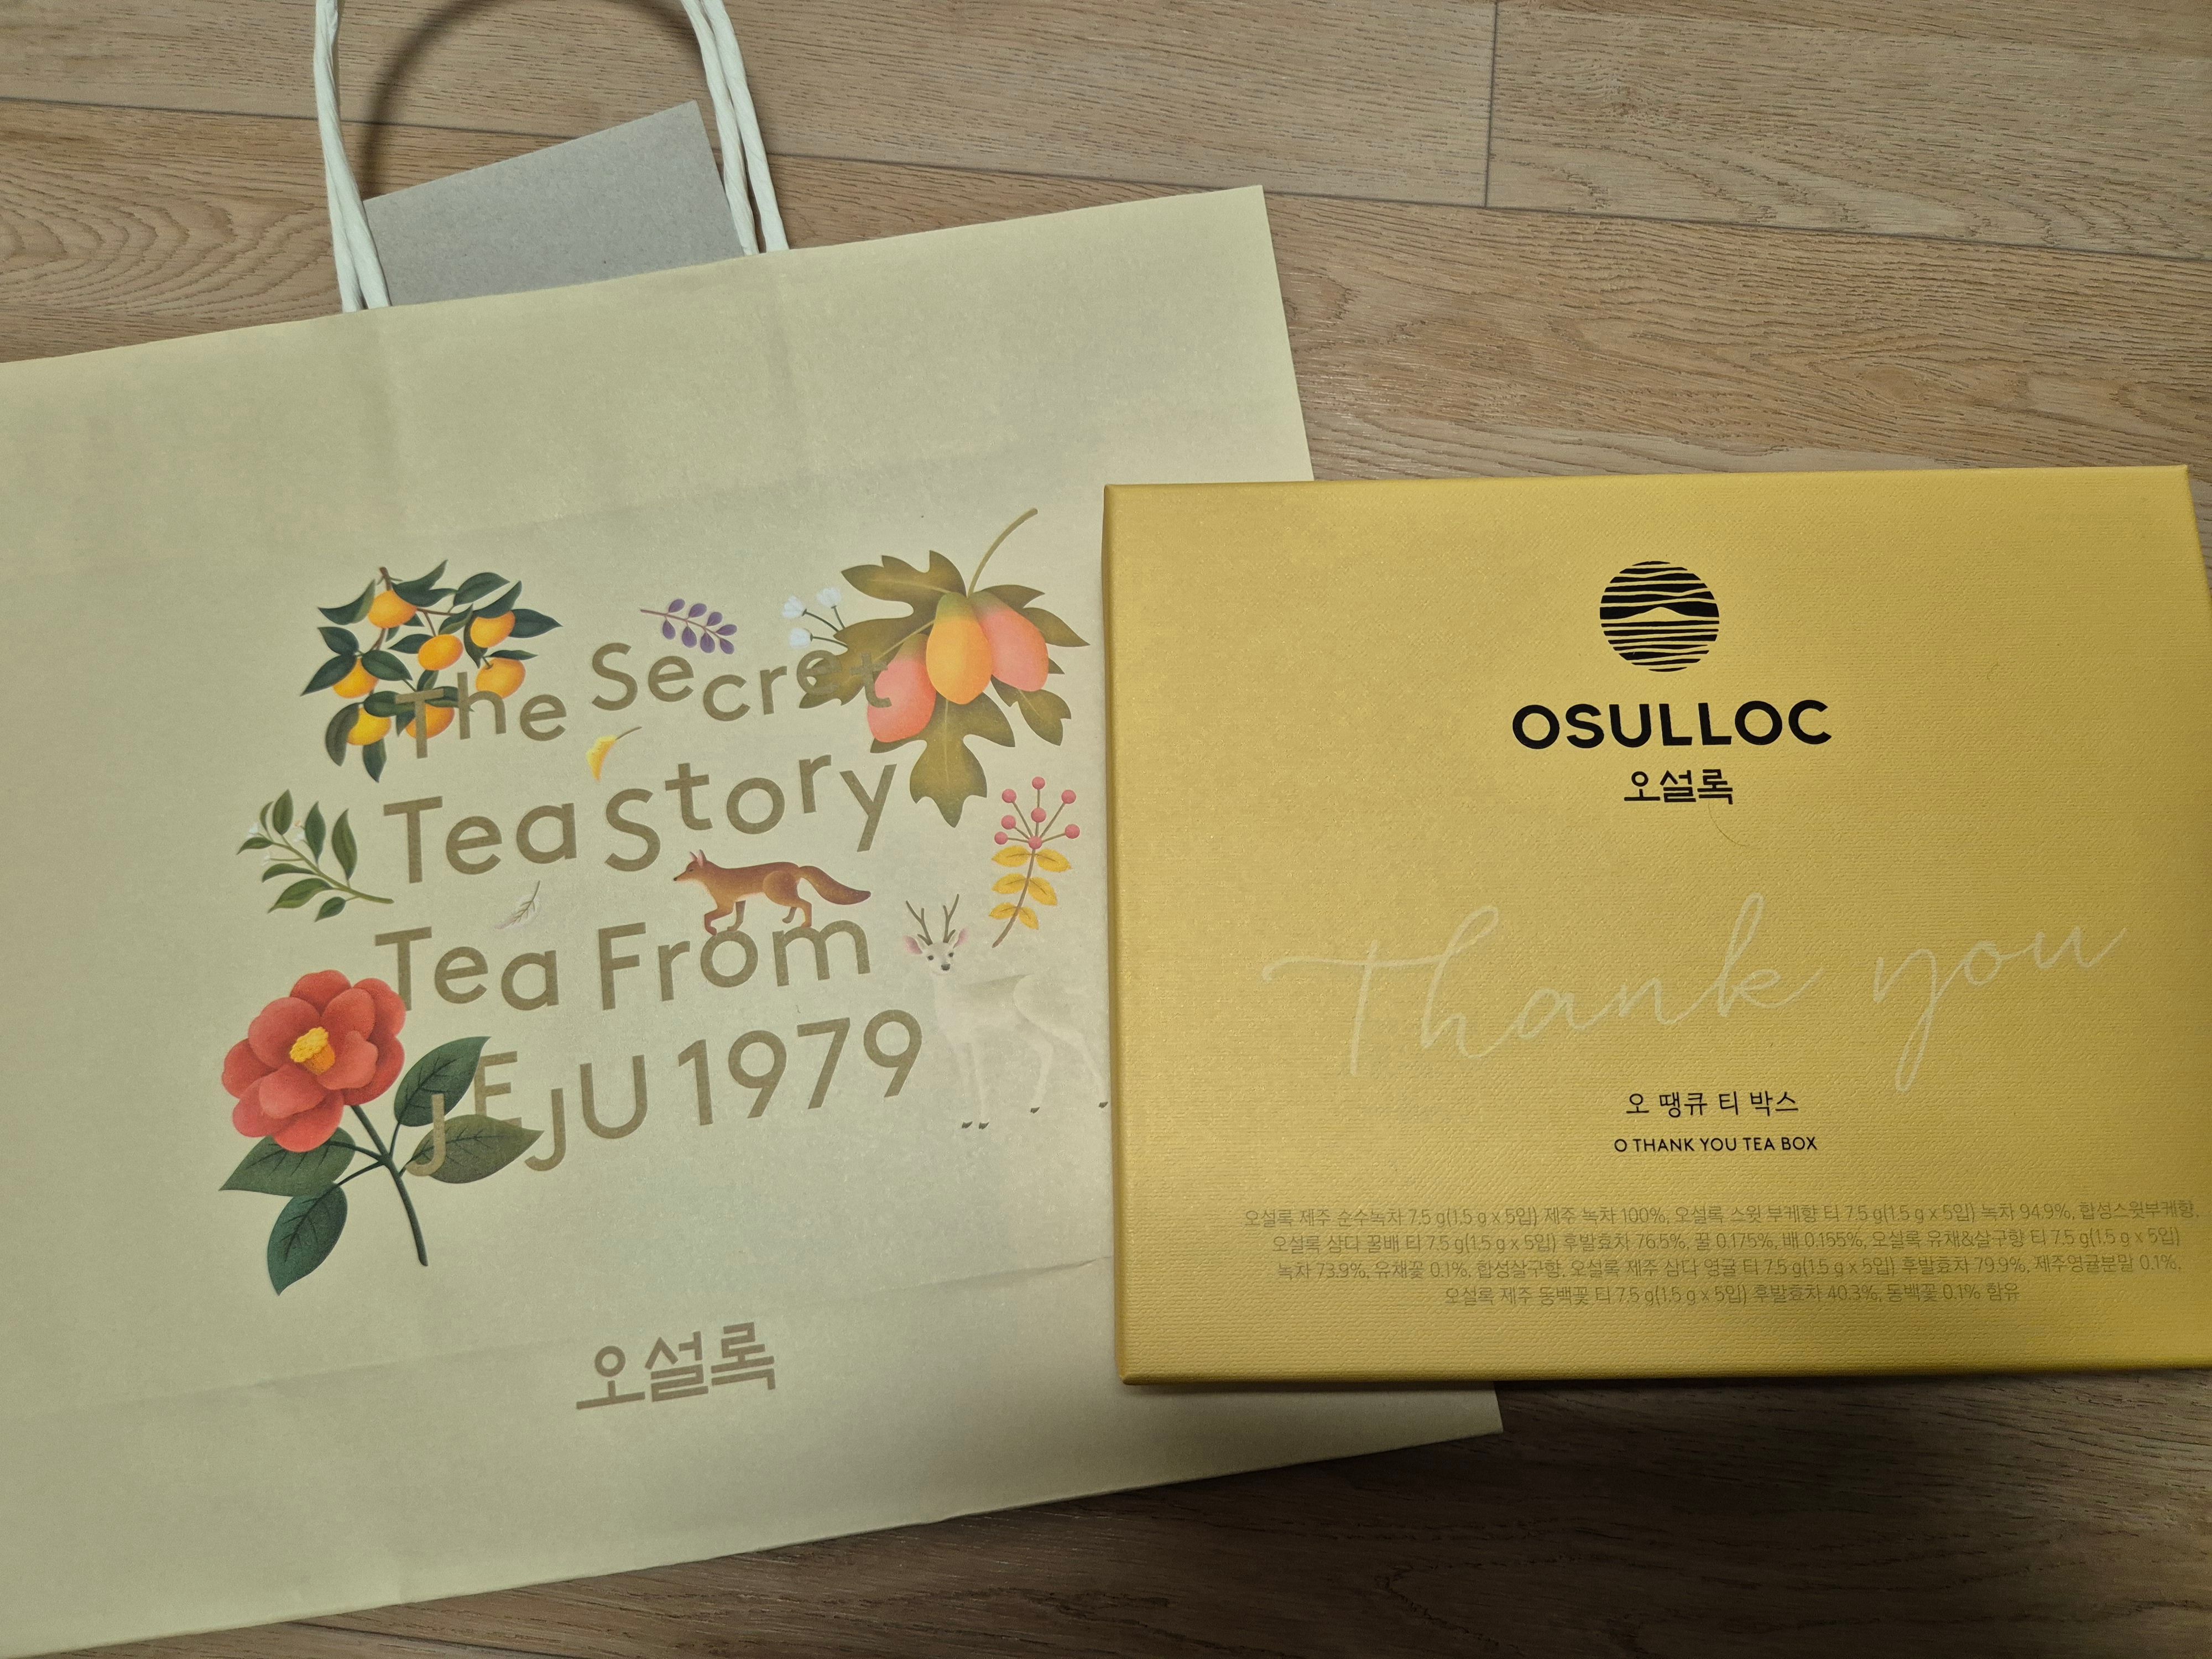 The Secret
Tea Story
Tea From
JEJU 1979
오설록
OSULLOC
오설록
Thank you
오 땡큐 티 박스
O THANK YOU TEA BOX
오설록 제주 순수녹차 7.5 g(1.5 g x 5입) 제주 녹차 100%, 오설록 스윗 부케향 티 7.5 g(1.5 g x 5입) 녹차 94.9%, 합성스윗부케향,
오설록 삼다 꿀배 티 7.5 g(1.5 g x 5입) 후발효차 76.5%, 꿀 0.175%, 배 0.155%, 오설록 유채&살구향 티 7.5 g(1.5 g x 5입)
녹차 73.9%, 유채꽃 0.1%, 합성살구향, 오설록 제주 삼다 영귤 티 7.5 g(1.5 g x 5입) 후발효차 79.9%, 제주영귤분말 0.1%,
오설록 제주 동백꽃 티 7.5 g(1.5 g x 5입) 후발효차 40.3%, 동백꽃 0.1% 함유